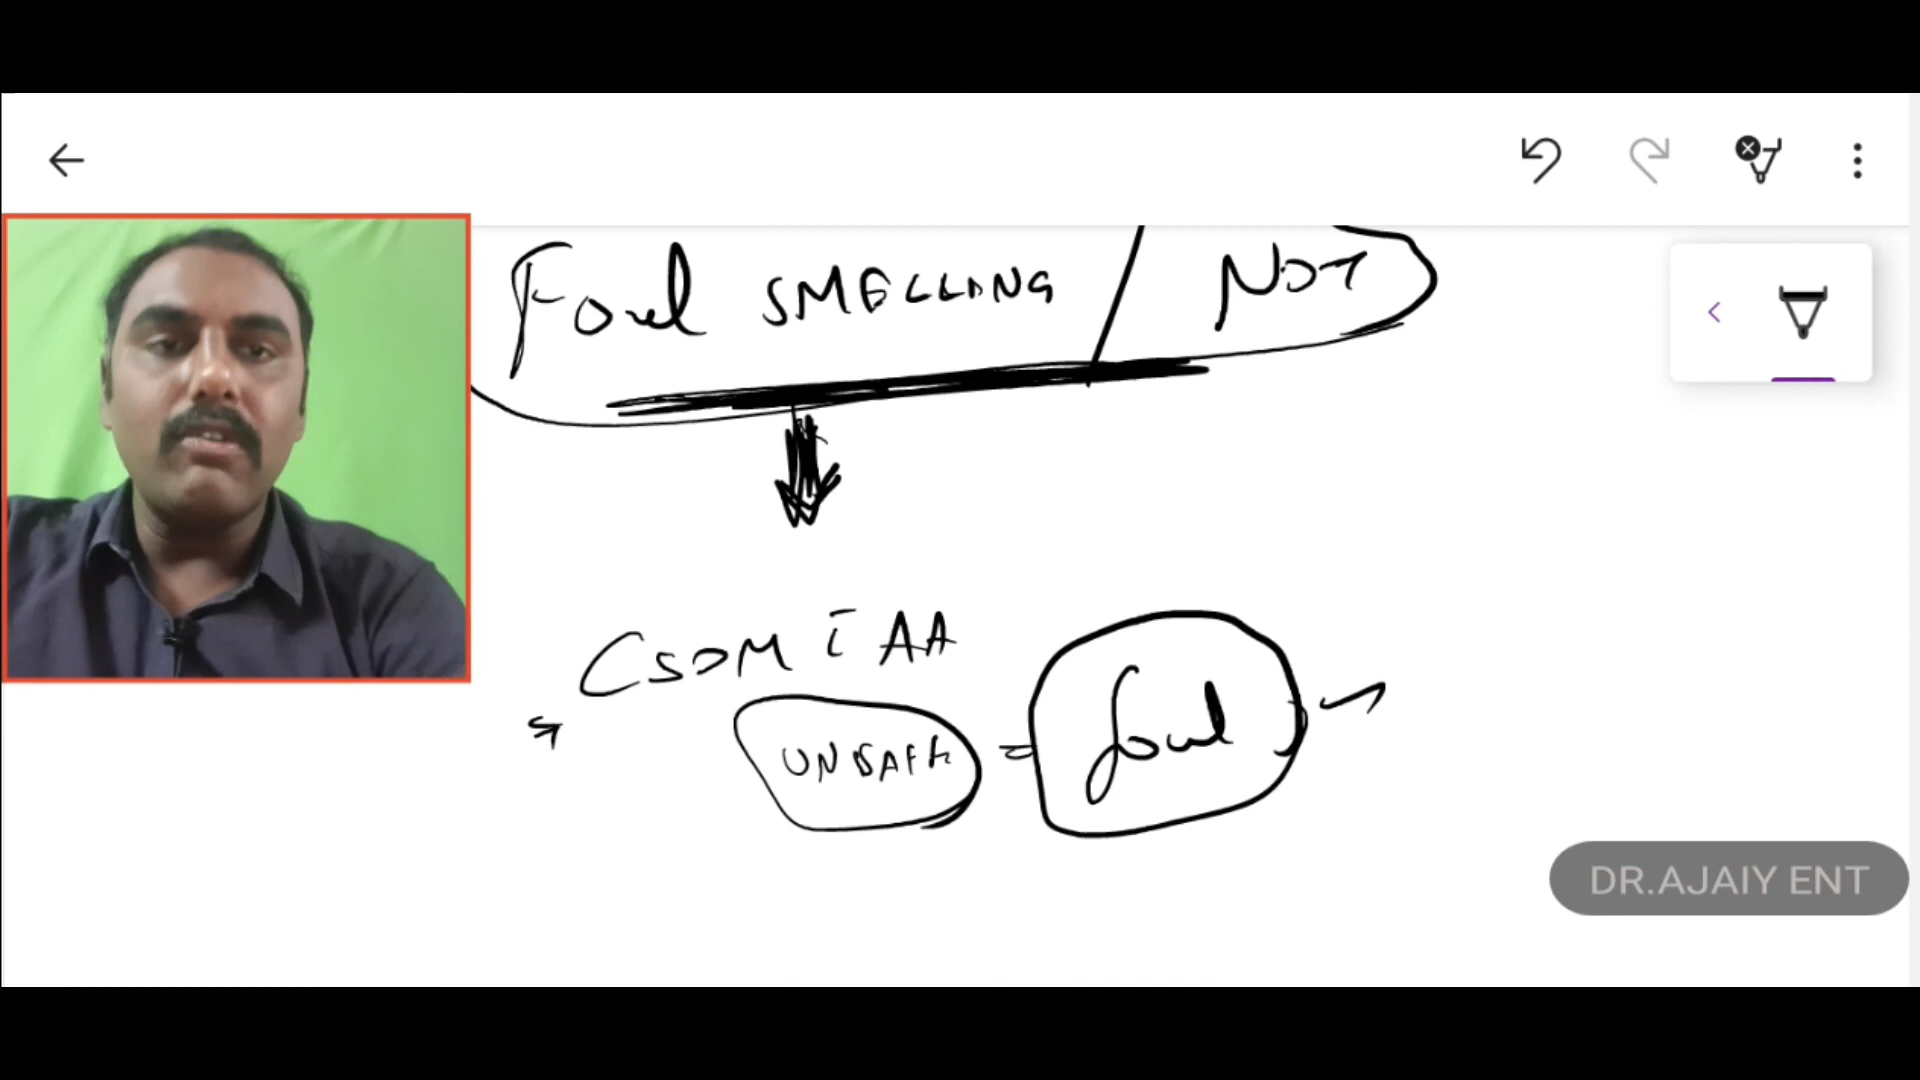 Foul SMELLING / NOT
CSOM c̄ AA
UNSAFE = foul
DR.AJAIY ENT